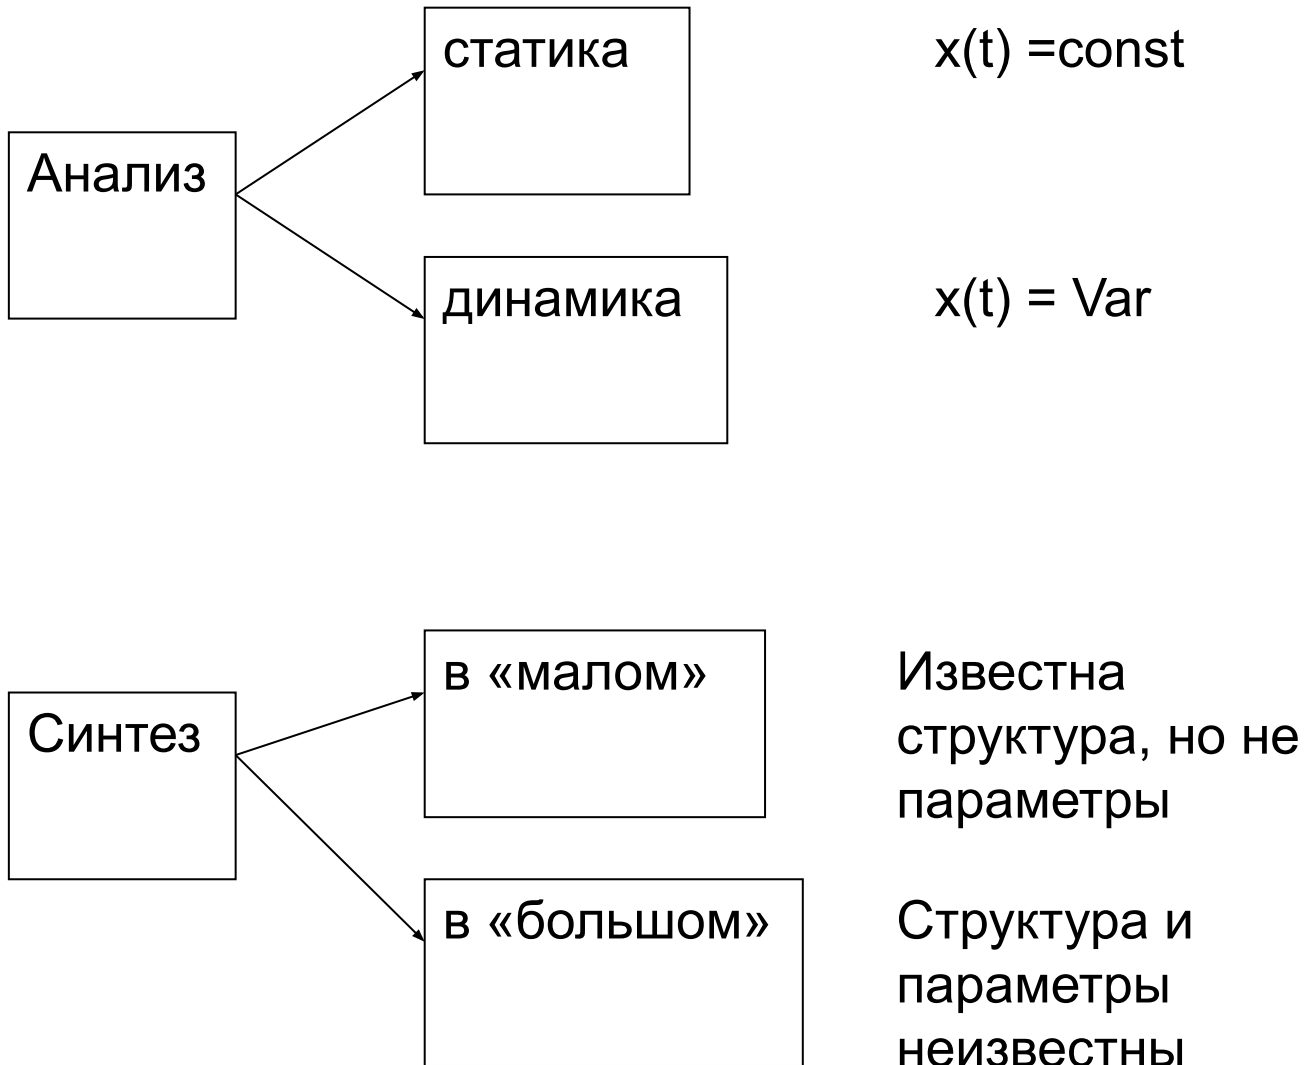 статика
x(t) =const
Анализ
динамика
x(t) = Var
в «малом»
Известна
структура, но не
параметры
Синтез
в «большом»
Структура и
параметры
неизвестны